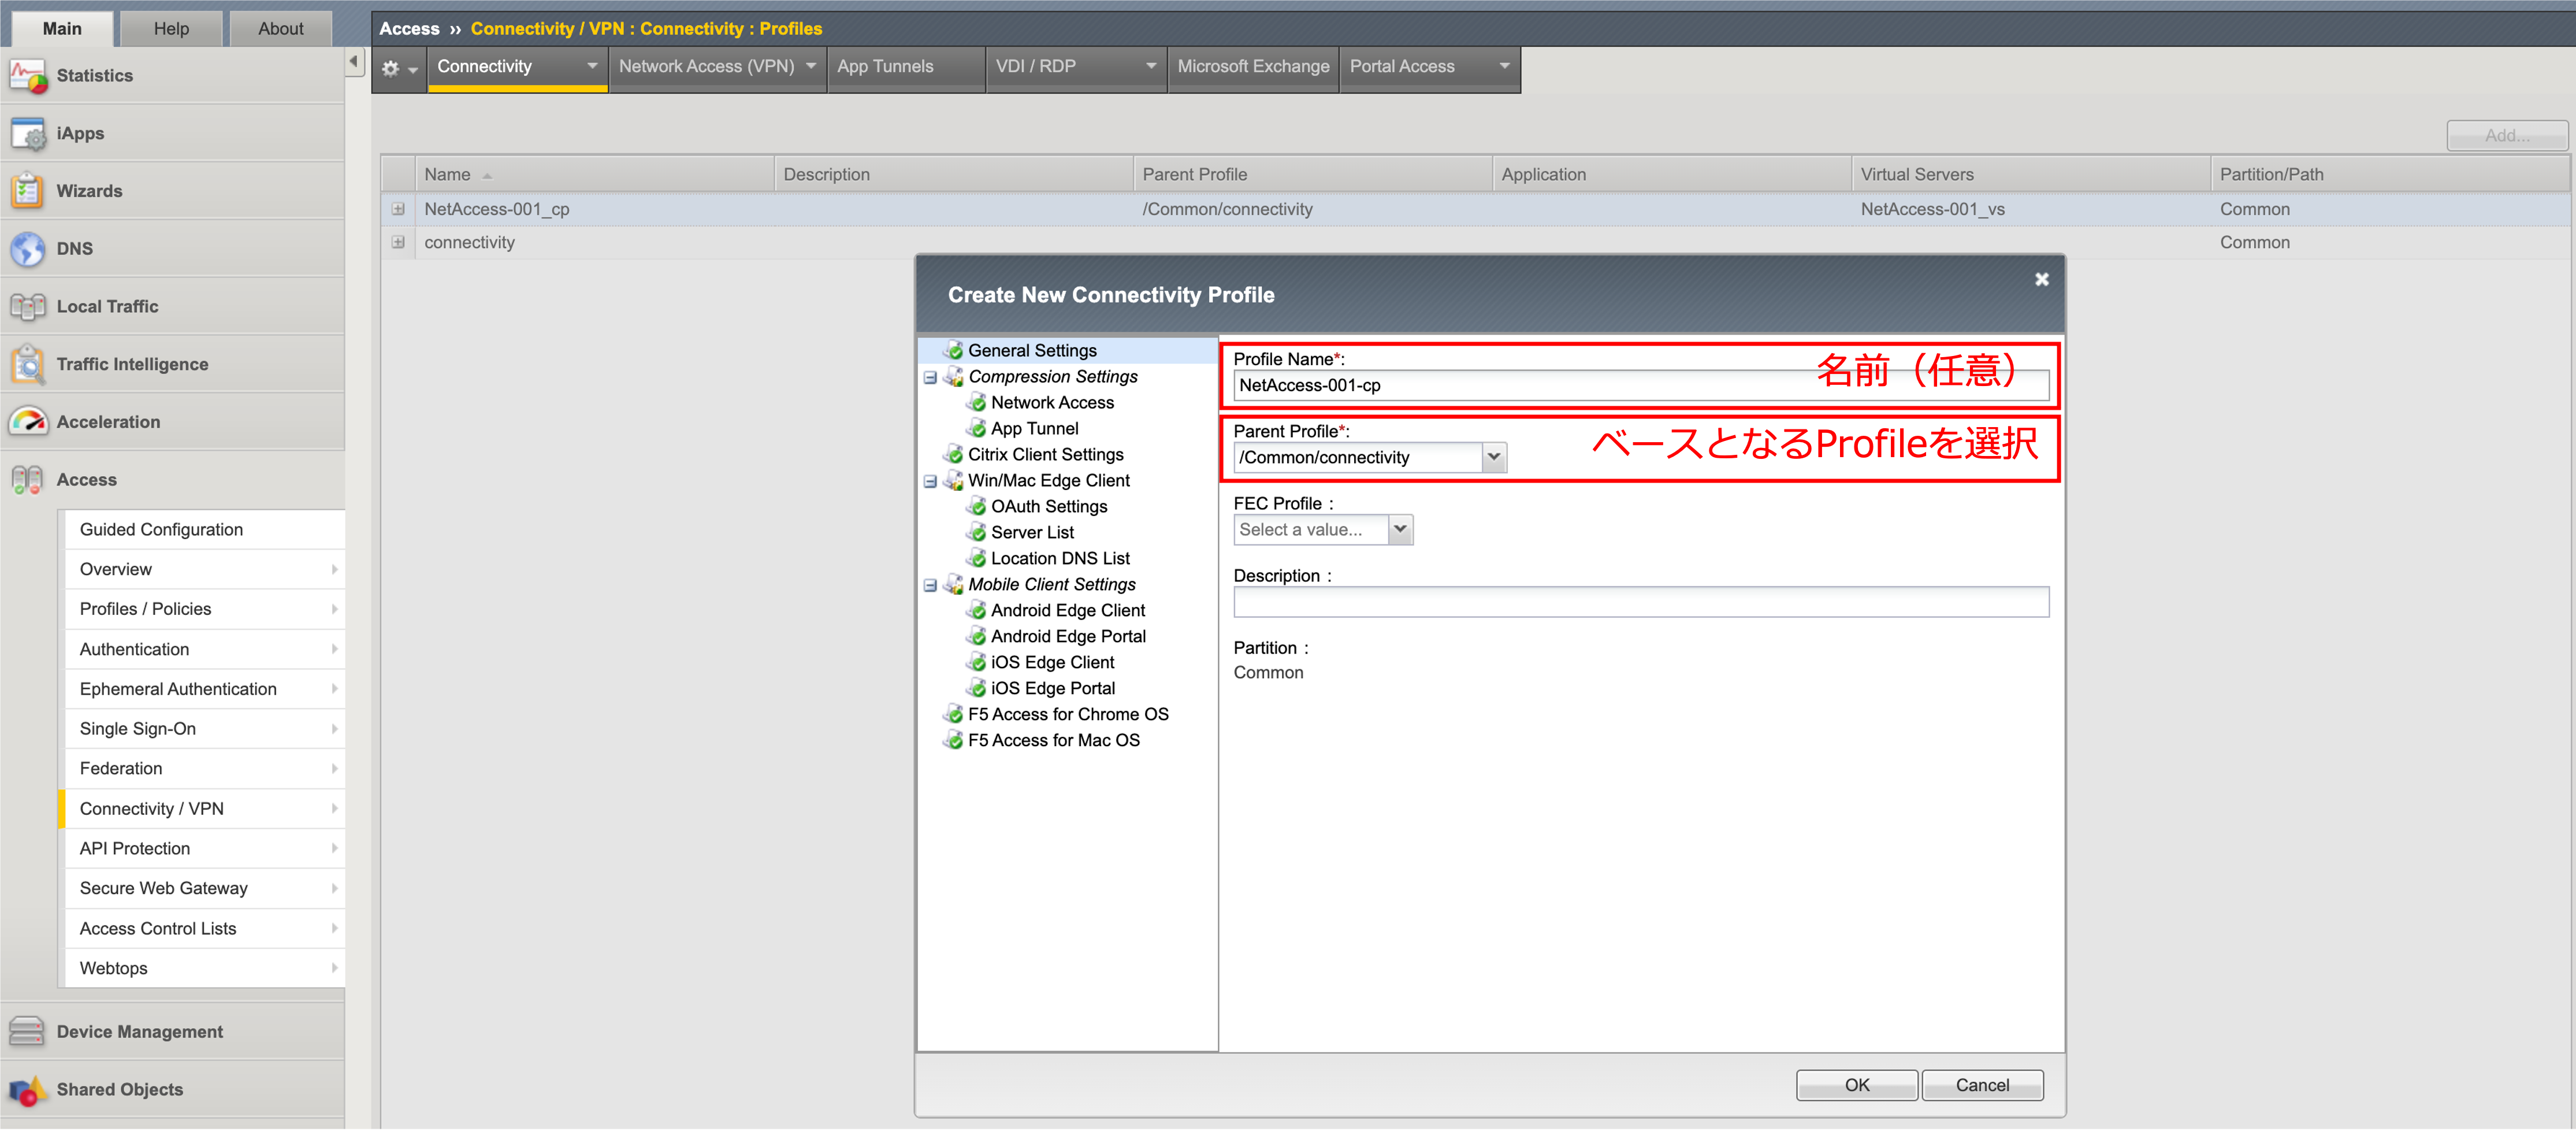 Main
Help
About
Access ›› Connectivity / VPN : Connectivity : Profiles
Connectivity
Network Access (VPN)
App Tunnels
VDI / RDP
Microsoft Exchange
Portal Access
Statistics
iApps
Wizards
DNS
Local Traffic
Traffic Intelligence
Acceleration
Access
Guided Configuration
Overview
Profiles / Policies
Authentication
Ephemeral Authentication
Single Sign-On
Federation
Connectivity / VPN
API Protection
Secure Web Gateway
Access Control Lists
Webtops
Device Management
Shared Objects
Add...
Name Description Parent Profile Application Virtual Servers Partition/Path
NetAccess-001_cp /Common/connectivity NetAccess-001_vs Common
connectivity Common
Create New Connectivity Profile
General Settings
Compression Settings
Network Access
App Tunnel
Citrix Client Settings
Win/Mac Edge Client
OAuth Settings
Server List
Location DNS List
Mobile Client Settings
Android Edge Client
Android Edge Portal
iOS Edge Client
iOS Edge Portal
F5 Access for Chrome OS
F5 Access for Mac OS
Profile Name*:
名前（任意）
NetAccess-001-cp
Parent Profile*:
ベースとなるProfileを選択
/Common/connectivity
FEC Profile :
Select a value...
Description :
Partition :
Common
OK
Cancel